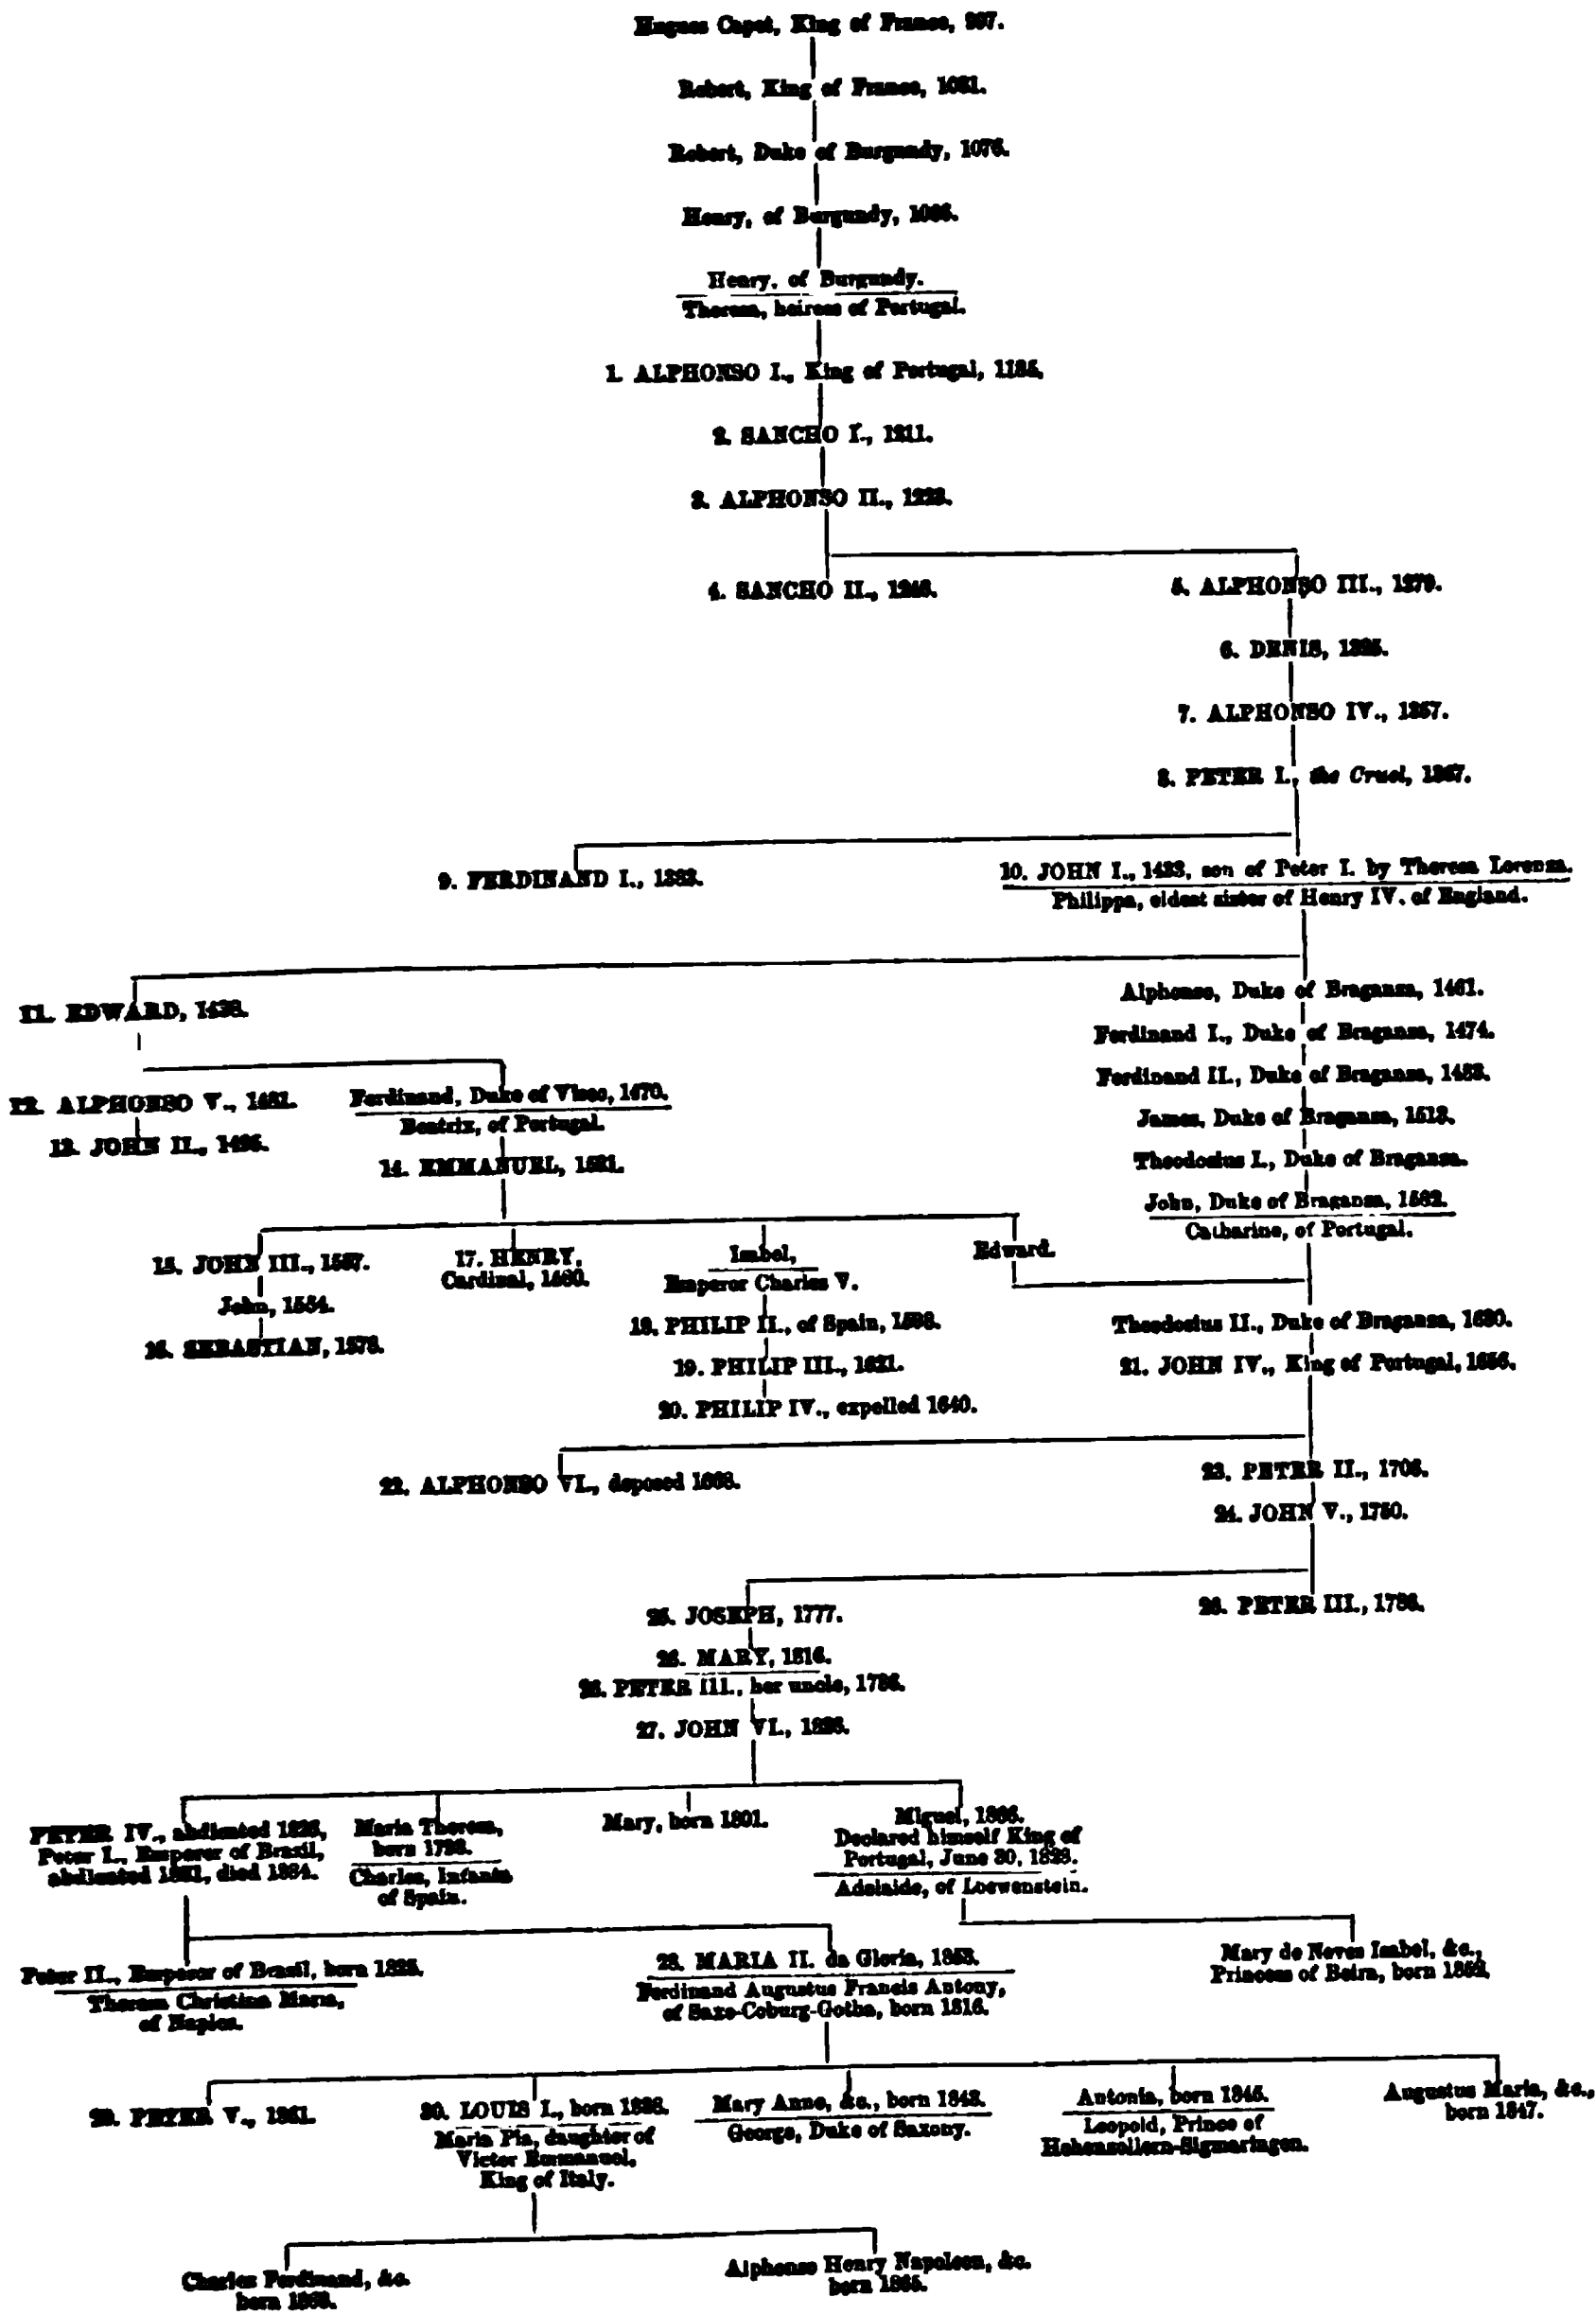 Hugues Capet, King of France, 997.
Robert, King of France, 1031.
Robert, Duke of Burgundy, 1076.
Henry, of Burgundy, 1066.
Henry, of Burgundy.
Theresa, heiress of Portugal.
1. ALPHONSO I., King of Portugal, 1185.
2. SANCHO I., 1211.
3. ALPHONSO II., 1223.
4. SANCHO II., 1248.
5. ALPHONSO III., 1279.
6. DENIS, 1325.
7. ALPHONSO IV., 1357.
8. PETER I., the Cruel, 1367.
9. FERDINAND I., 1383.
10. JOHN I., 1433, son of Peter I. by Theresa Lorenza.
Philippa, eldest sister of Henry IV. of England.
11. EDWARD, 1438.
Alphonso, Duke of Braganza, 1461.
Ferdinand I., Duke of Braganza, 1474.
Ferdinand II., Duke of Braganza, 1483.
James, Duke of Braganza, 1513.
Theodosius I., Duke of Braganza.
John, Duke of Braganza, 1582.
Catharine, of Portugal.
12. ALPHONSO V., 1481.
13. JOHN II., 1495.
Ferdinand, Duke of Viseo, 1470.
Beatrix, of Portugal.
14. EMMANUEL, 1521.
15. JOHN III., 1557.
John, 1554.
16. SEBASTIAN, 1578.
17. HENRY,
Cardinal, 1580.
Isabel,
Emperor Charles V.
18. PHILIP II., of Spain, 1598.
19. PHILIP III., 1621.
20. PHILIP IV., expelled 1640.
Edward.
Theodosius II., Duke of Braganza, 1630.
21. JOHN IV., King of Portugal, 1656.
22. ALPHONSO VI., deposed 1668.
23. PETER II., 1706.
24. JOHN V., 1750.
25. JOSEPH, 1777.
26. PETER III., 1786.
26. MARY, 1816.
26. PETER III., her uncle, 1786.
27. JOHN VI., 1826.
PETER IV., abdicated 1826,
Peter I., Emperor of Brazil,
abdicated 1831, died 1834.
Maria Theresa,
born 1793.
Charles, Infante
of Spain.
Mary, born 1801.
Miguel, 1866.
Declared himself King of
Portugal, June 30, 1828.
Adelaide, of Loewenstein.
Peter II., Emperor of Brazil, born 1825.
Theresa Christina Maria,
of Naples.
28. MARIA II. da Gloria, 1853.
Ferdinand Augustus Francis Antony,
of Saxe-Coburg-Gotha, born 1816.
Mary de Neves Isabel, &c.,
Princess of Beira, born 1852,
29. PETER V., 1861.
30. LOUIS I., born 1838.
Maria Pia, daughter of
Victor Emmanuel,
King of Italy.
Mary Anne, &c., born 1843.
George, Duke of Saxony.
Antonia, born 1845.
Leopold, Prince of
Hohenzollern-Sigmaringen.
Augustus Maria, &c.,
born 1847.
Charles Ferdinand, &c.
born 1863.
Alphonse Henry Napoleon, &c.
born 1865.